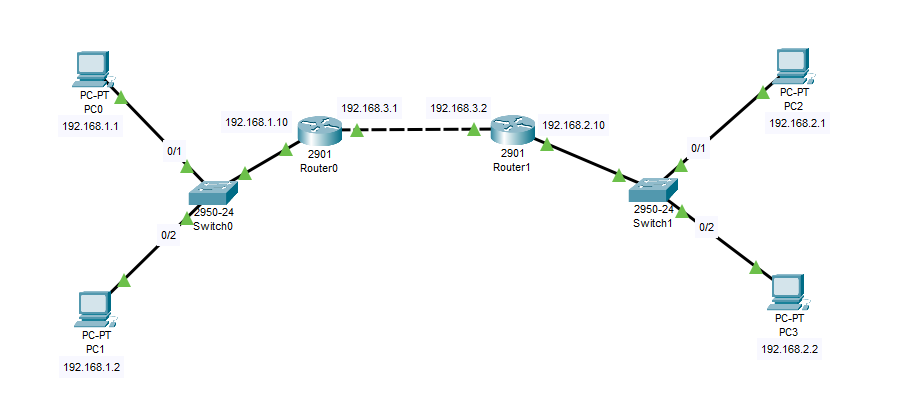 PC-PT
PC0
192.168.1.1
0/1
2950-24
Switch0
0/2
PC-PT
PC1
192.168.1.2
192.168.1.10
2901
Router0
192.168.3.1
192.168.3.2
2901
Router1
192.168.2.10
PC-PT
PC2
192.168.2.1
0/1
2950-24
Switch1
0/2
PC-PT
PC3
192.168.2.2